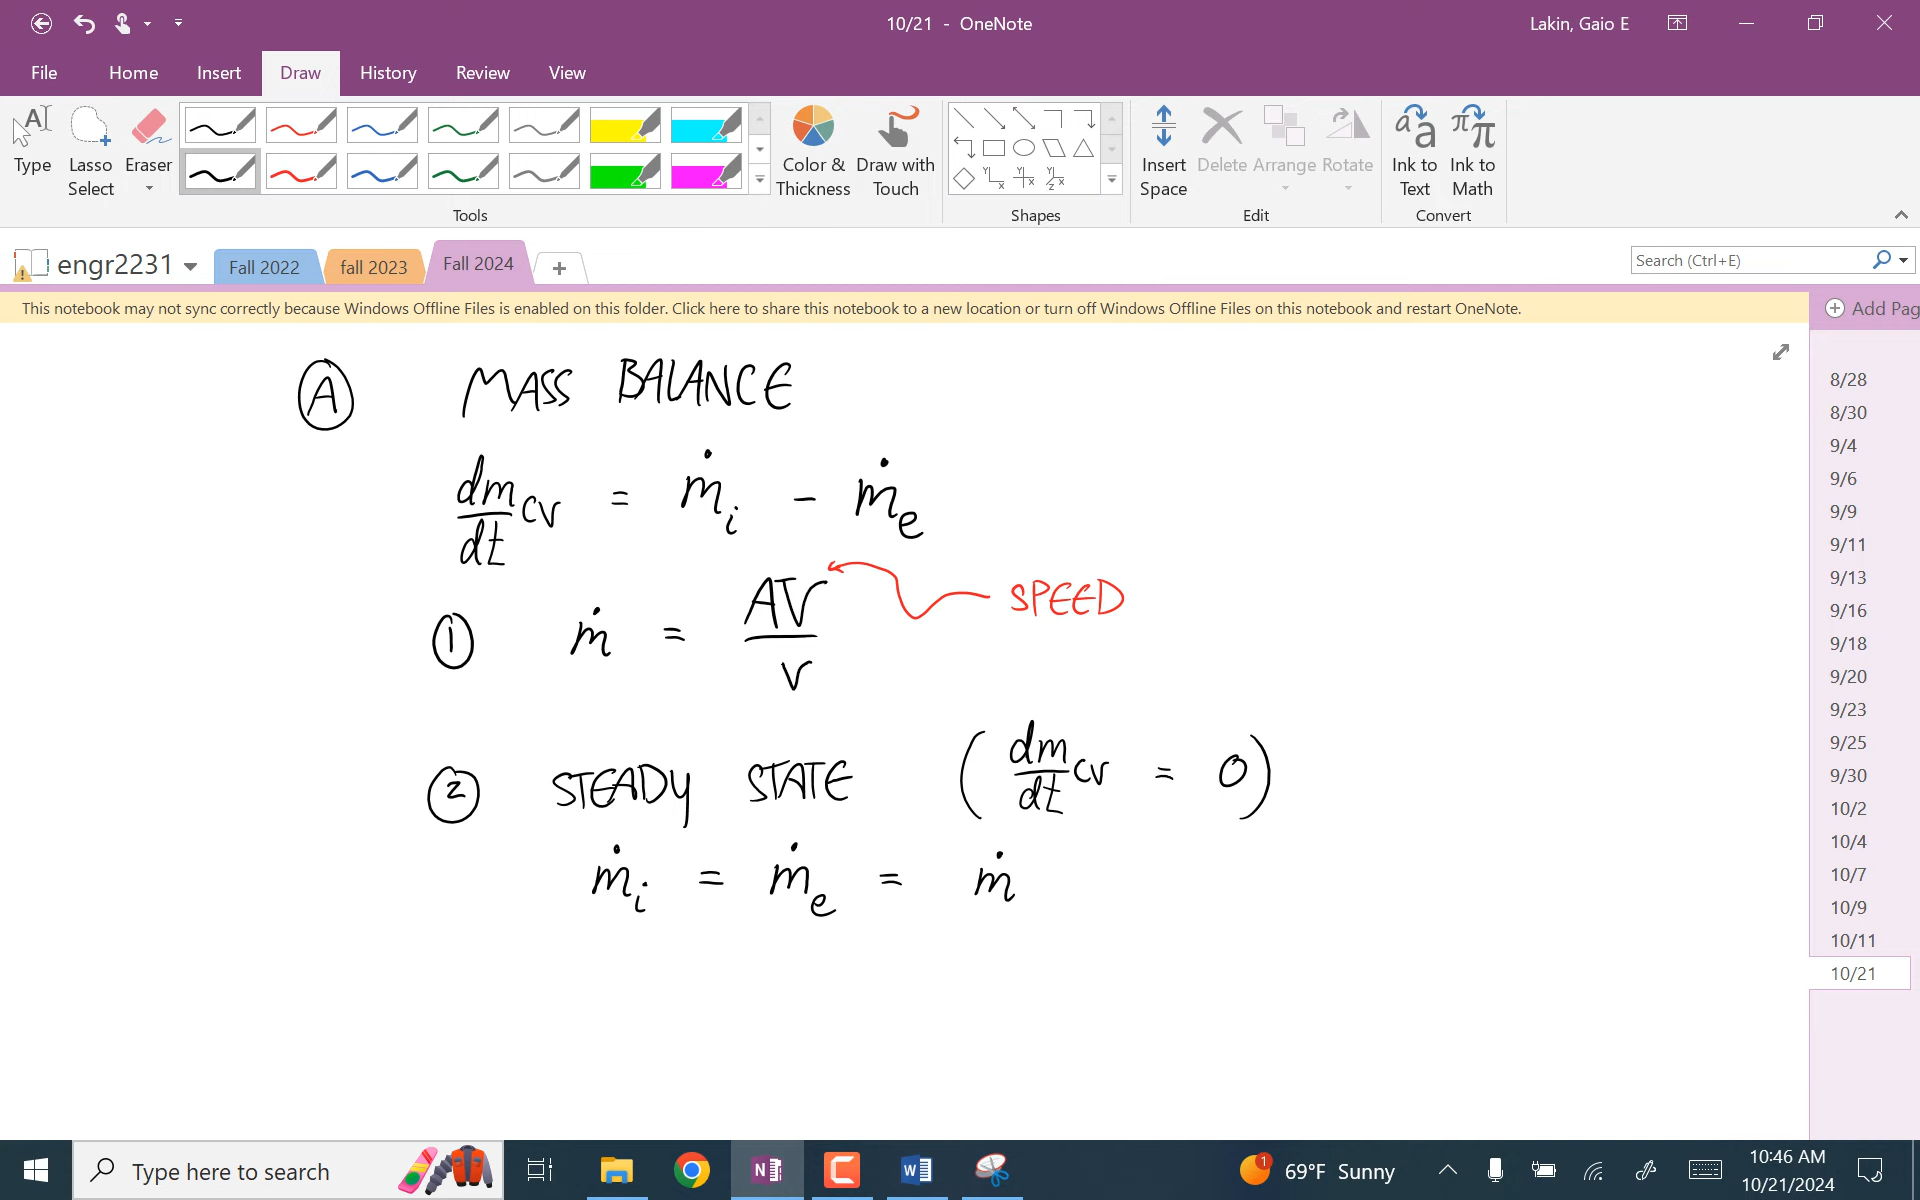 10/21 - OneNote
Lakin, Gaio E
File Home Insert Draw History Review View
Type
Lasso Select
Eraser
Color & Thickness
Draw with Touch
Insert Space
Delete
Arrange
Rotate
Ink to Text
Ink to Math
Tools Shapes Edit Convert
engr2231 Fall 2022 fall 2023 Fall 2024
Search (Ctrl+E)
This notebook may not sync correctly because Windows Offline Files is enabled on this folder. Click here to share this notebook to a new location or turn off Windows Offline Files on this notebook and restart OneNote.
Add Pag
Ⓐ MASS BALANCE
dm/dt cv = ṁi - ṁe
① ṁ = AV/v SPEED
② STEADY STATE (dm/dt cv = 0)
ṁi = ṁe = ṁ
8/28
8/30
9/4
9/6
9/9
9/11
9/13
9/16
9/18
9/20
9/23
9/25
9/30
10/2
10/4
10/7
10/9
10/11
10/21
Type here to search
1
69°F Sunny
10:46 AM
10/21/2024